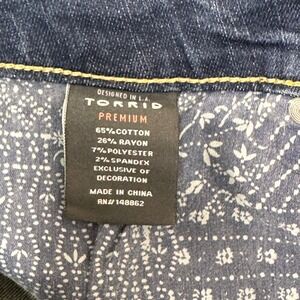 DESIGNED IN L.A.
TORRID
PREMIUM
65% COTTON
26% RAYON
7% POLYESTER
2% SPANDEX
EXCLUSIVE OF
DECORATION
MADE IN CHINA
RN# 148862